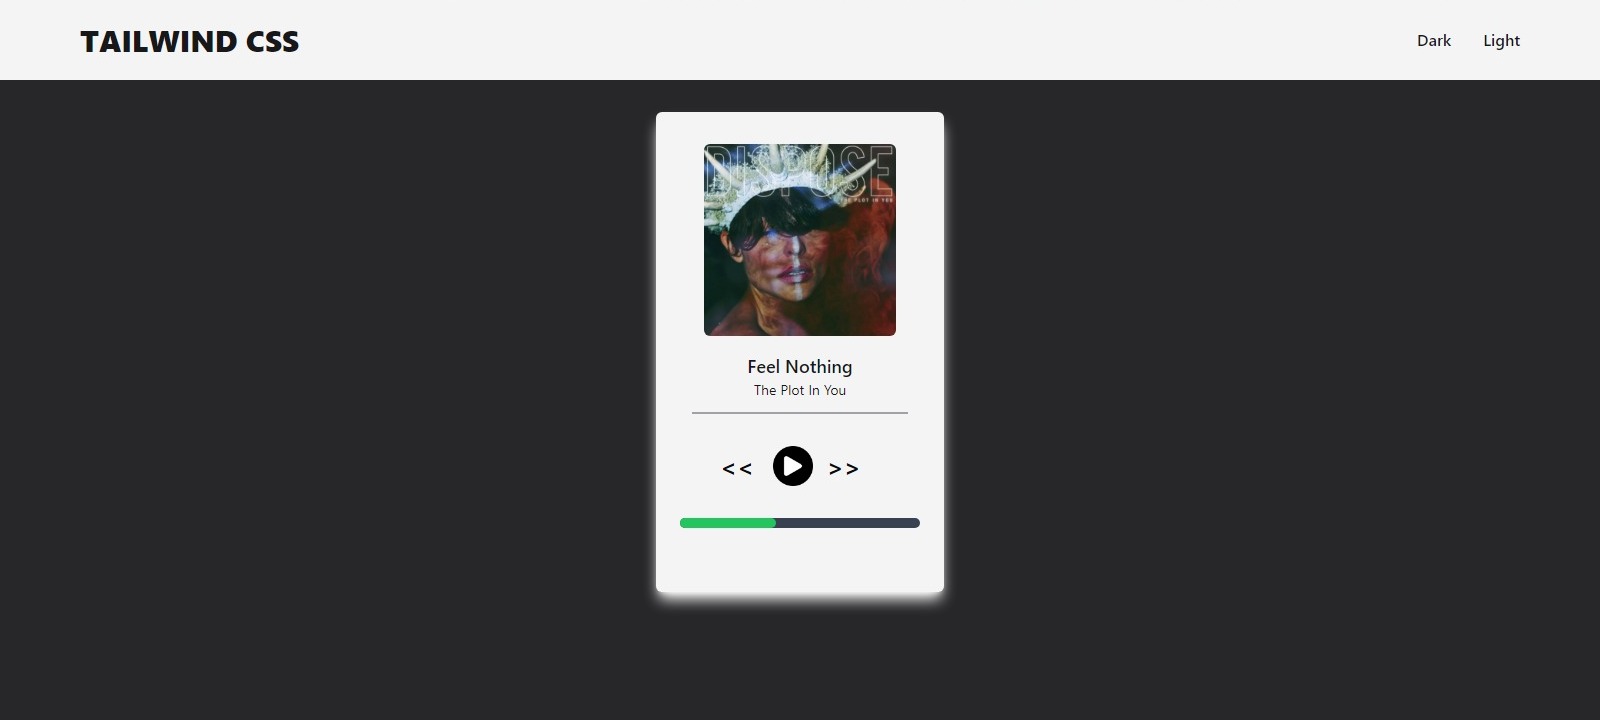 TAILWIND CSS
Dark
Light
DISPOSE
THE PLOT IN YOU
Feel Nothing
The Plot In You
<< >>